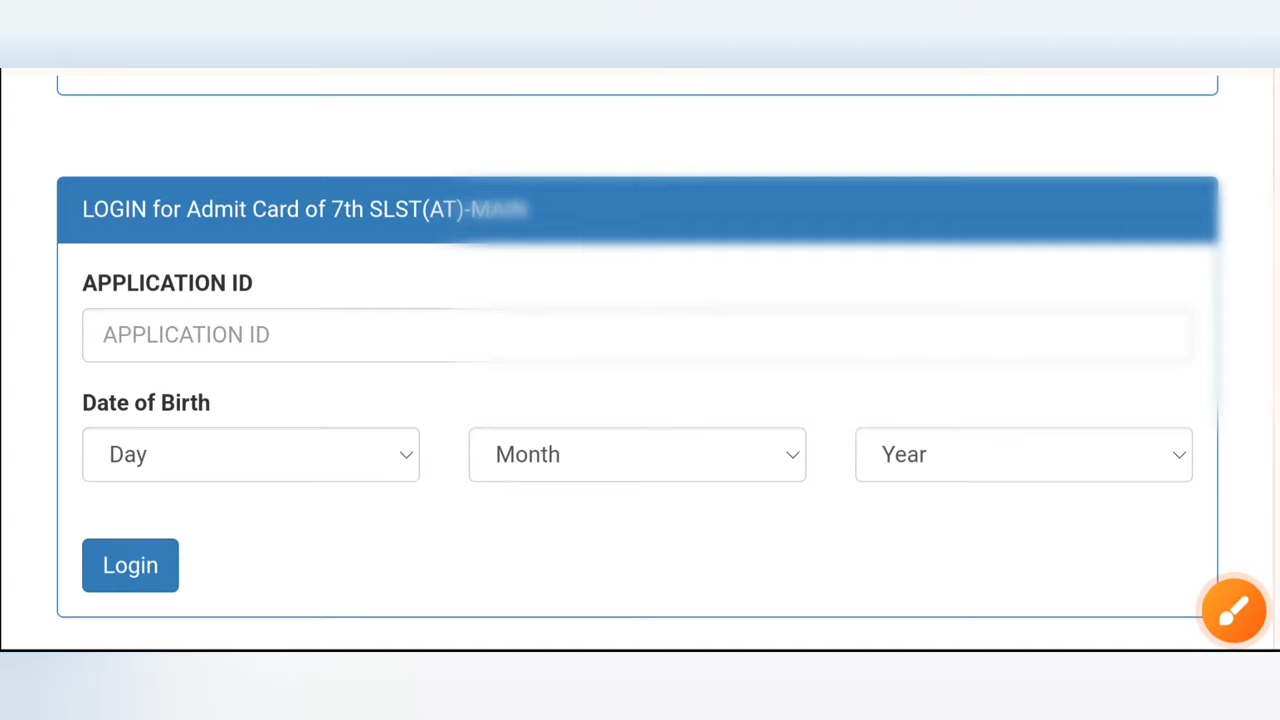 LOGIN for Admit Card of 7th SLST(AT)-MAIN
APPLICATION ID
APPLICATION ID
Date of Birth
Day Month Year
Login